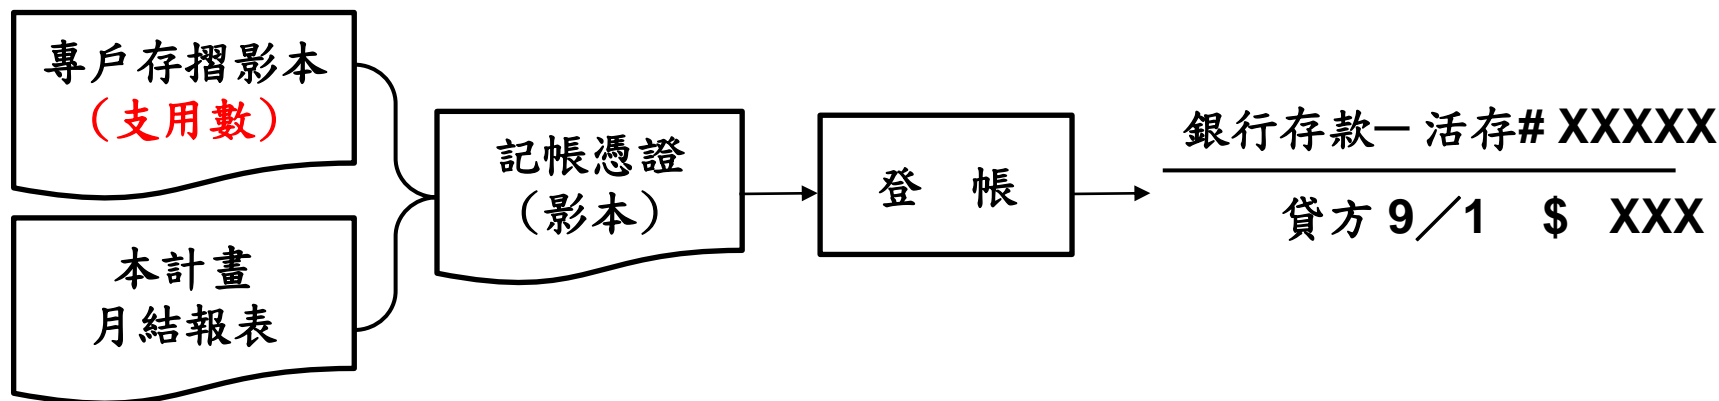 專戶存摺影本
（支用數）
本計畫
月結報表
記帳憑證
（影本）
登　帳
銀行存款─ 活存# XXXXX
貸方 9／1　$　XXX